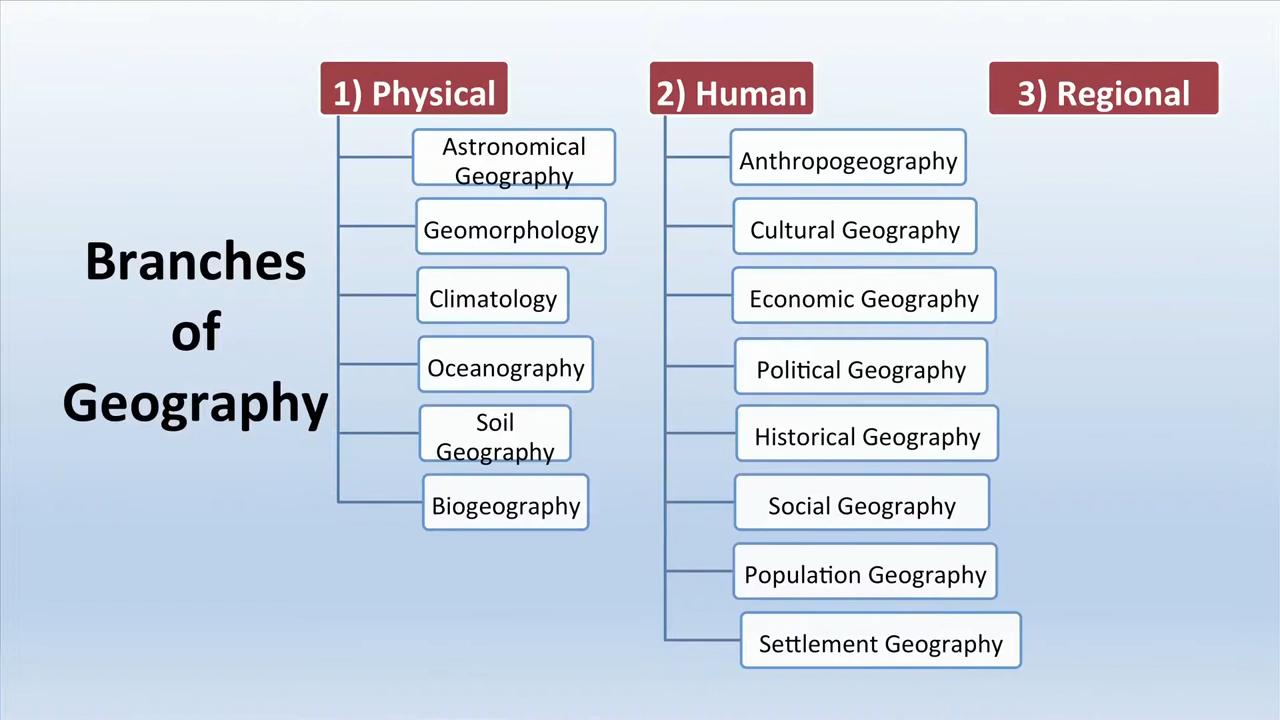 Branches
of
Geography
1) Physical
Astronomical
Geography
Geomorphology
Climatology
Oceanography
Soil
Geography
Biogeography
2) Human
Anthropogeography
Cultural Geography
Economic Geography
Political Geography
Historical Geography
Social Geography
Population Geography
Settlement Geography
3) Regional